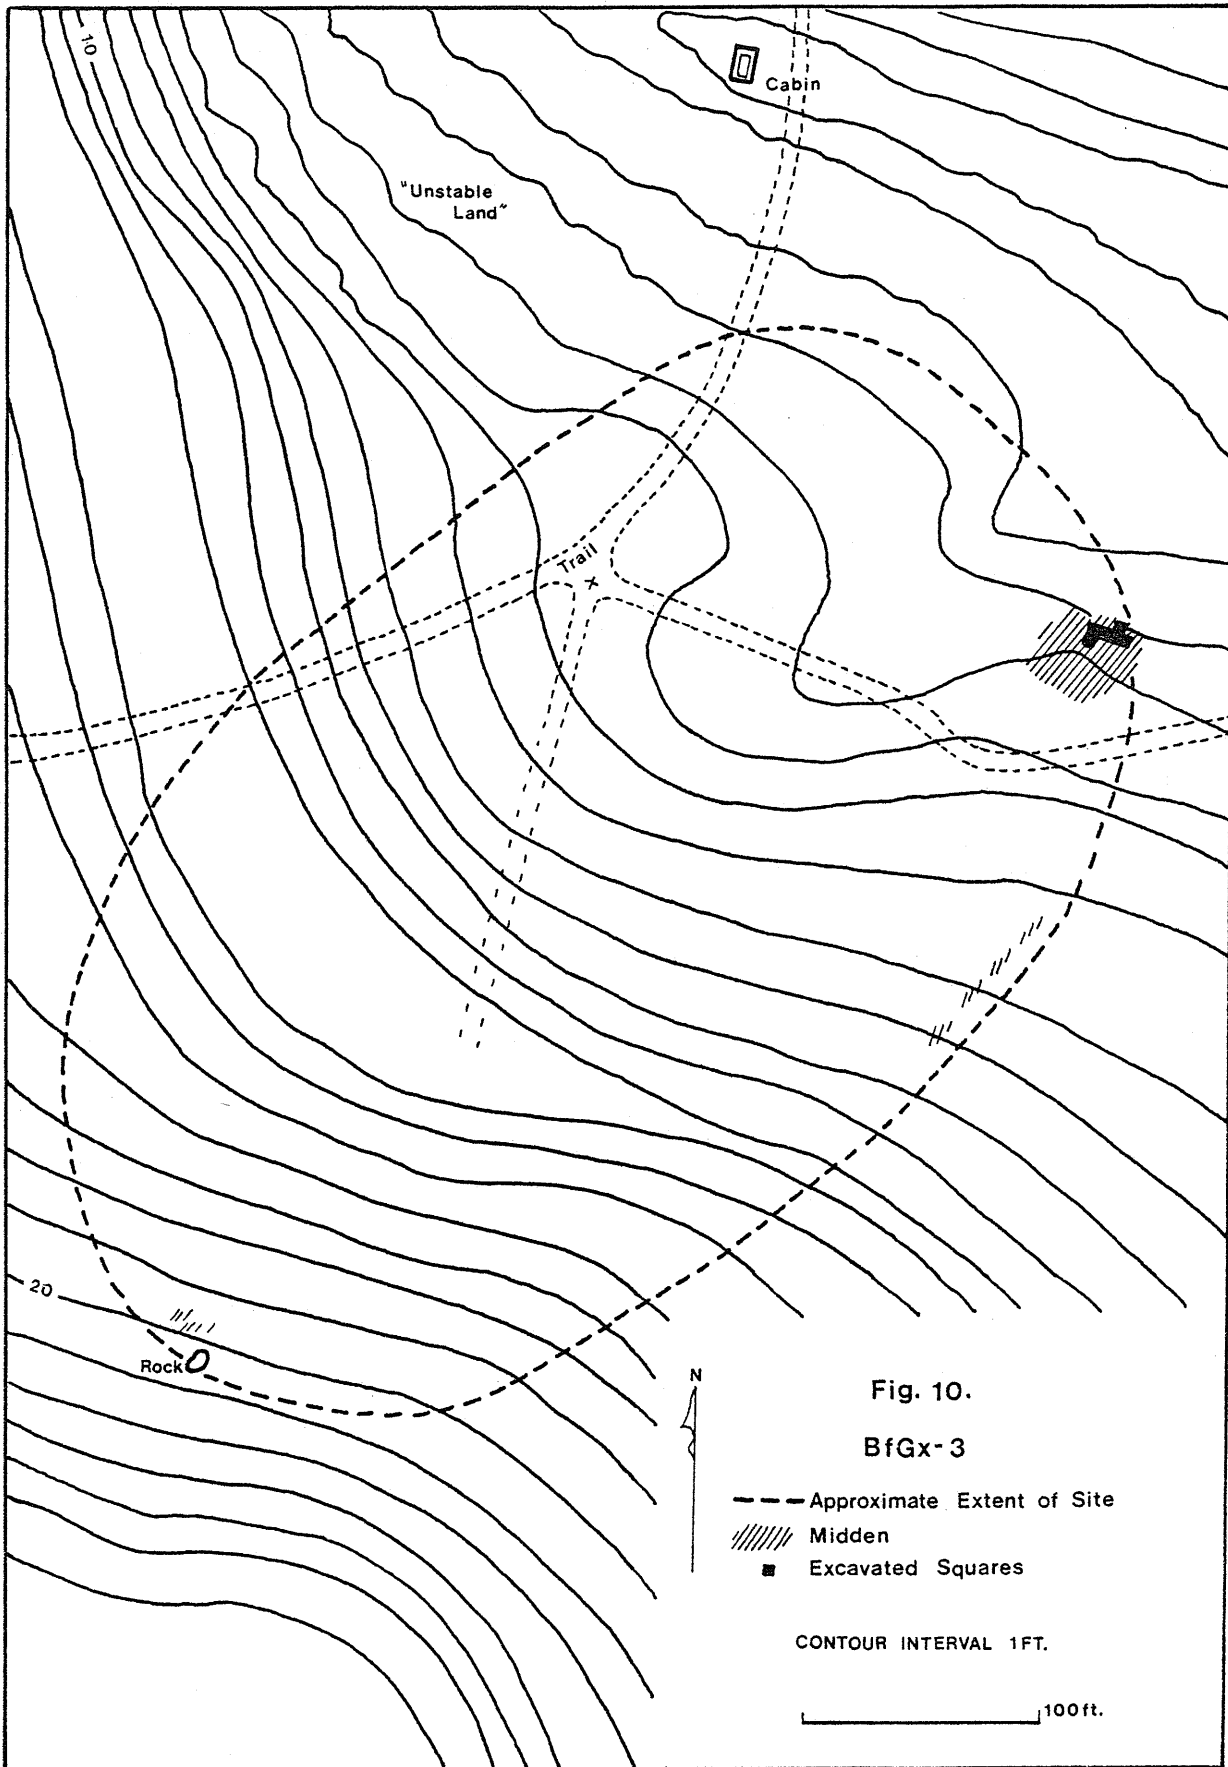 10
Cabin
"Unstable
Land"
Trail
x
20
Rock
N
Fig. 10.
BfGx-3
Approximate Extent of Site
Midden
Excavated Squares
CONTOUR INTERVAL 1FT.
100ft.